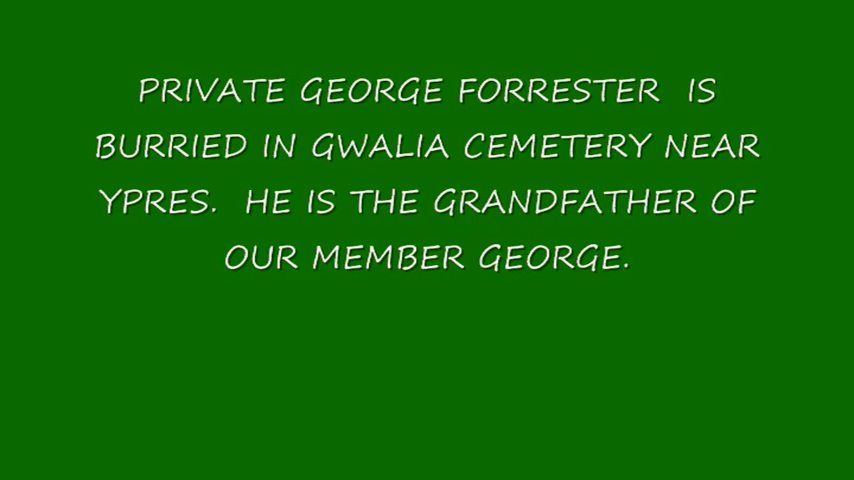 PRIVATE GEORGE FORRESTER  IS
BURRIED IN GWALIA CEMETERY NEAR
YPRES.  HE IS THE GRANDFATHER OF
OUR MEMBER GEORGE.